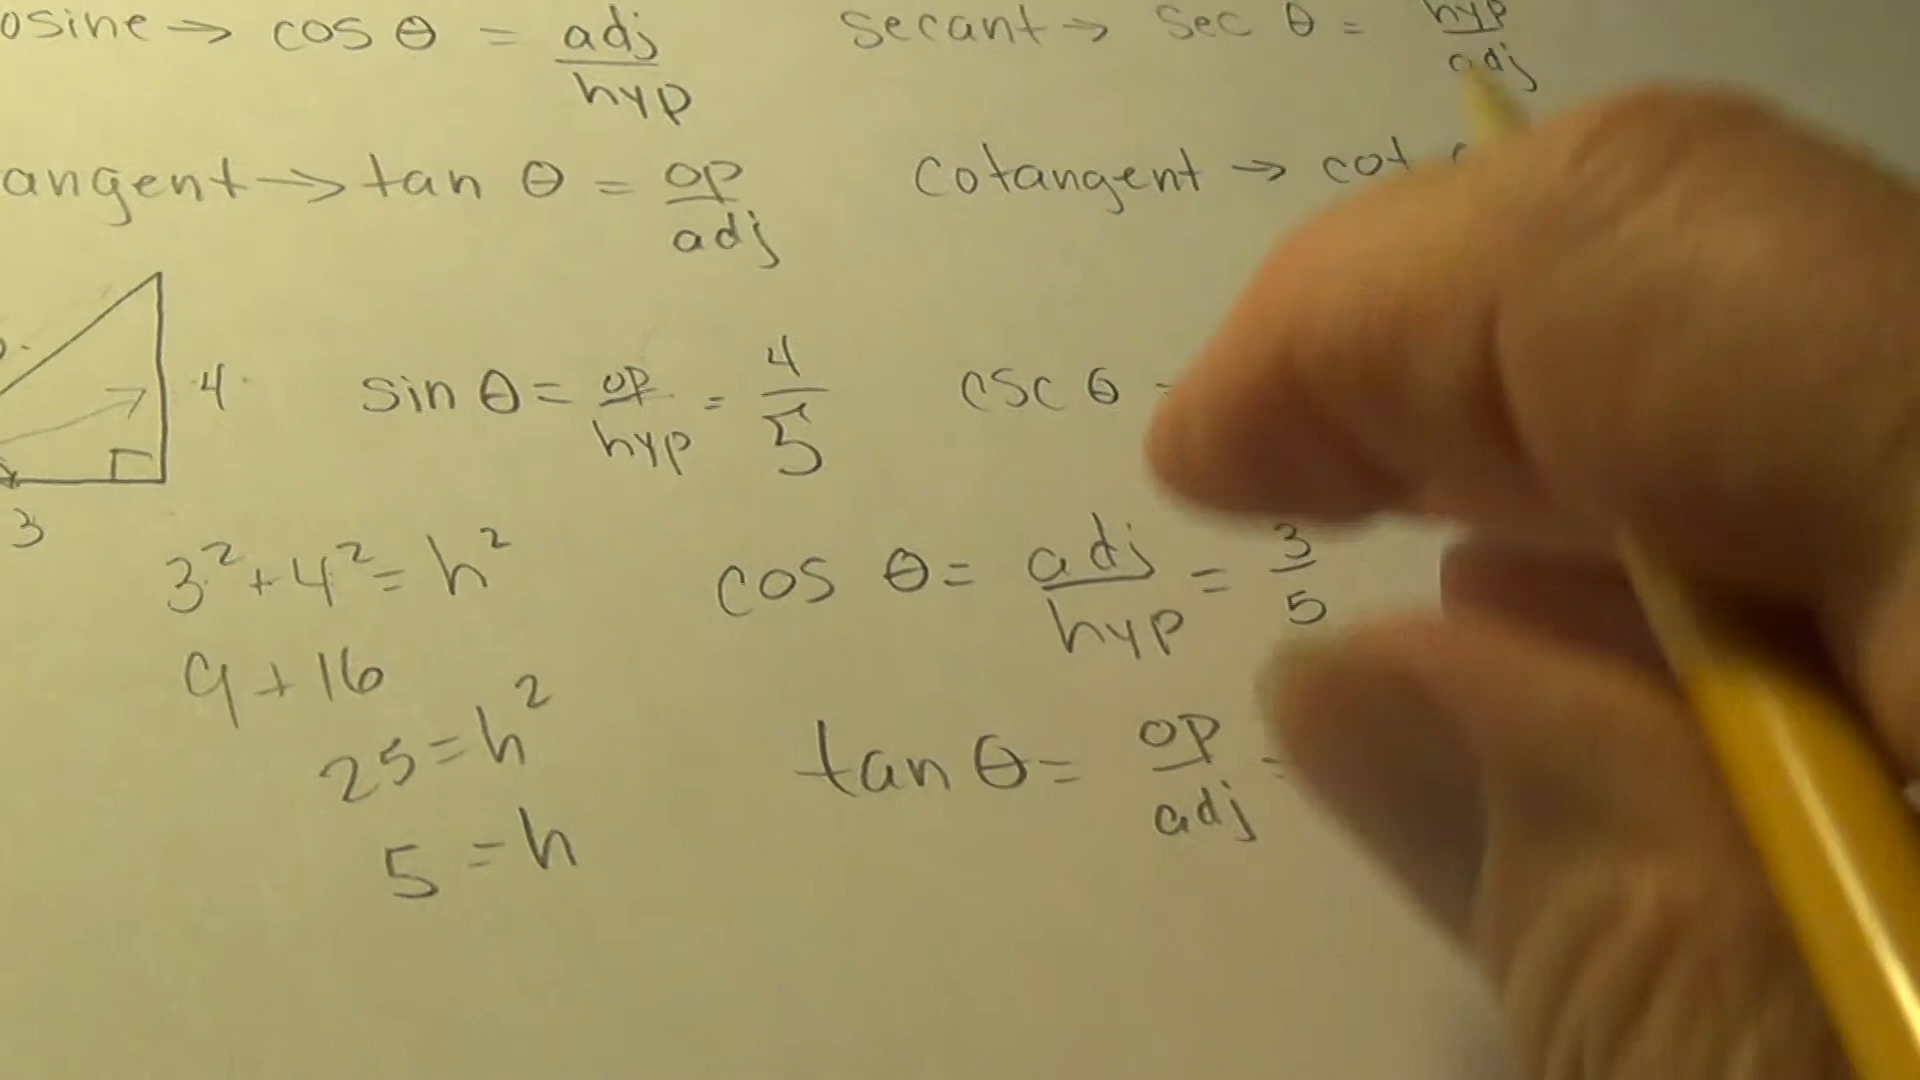 osine → cos θ = adj/hyp secant → sec θ = hyp/adj
angent → tan θ = op/adj cotangent → cot
4 sin θ = op/hyp = 4/5 csc θ =
3
3² + 4² = h² cos θ = adj/hyp = 3/5
9 + 16
25 = h² tan θ = op/adj =
5 = h